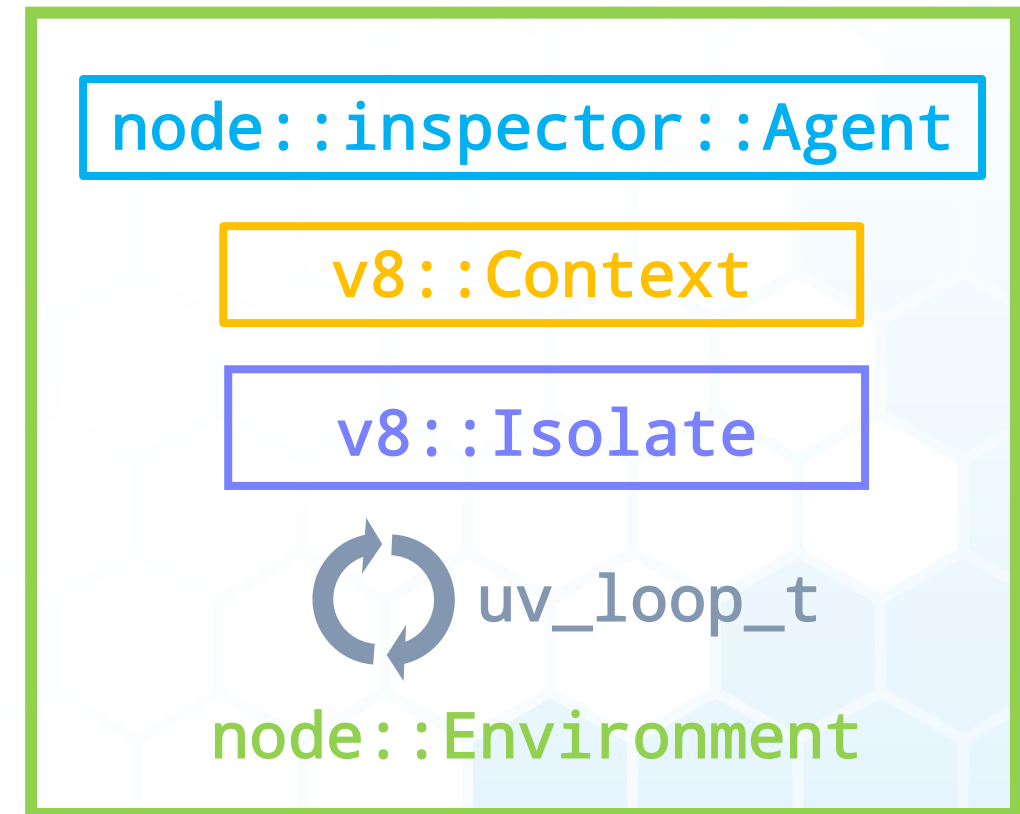 node::inspector::Agent
v8::Context
v8::Isolate
uv_loop_t
node::Environment